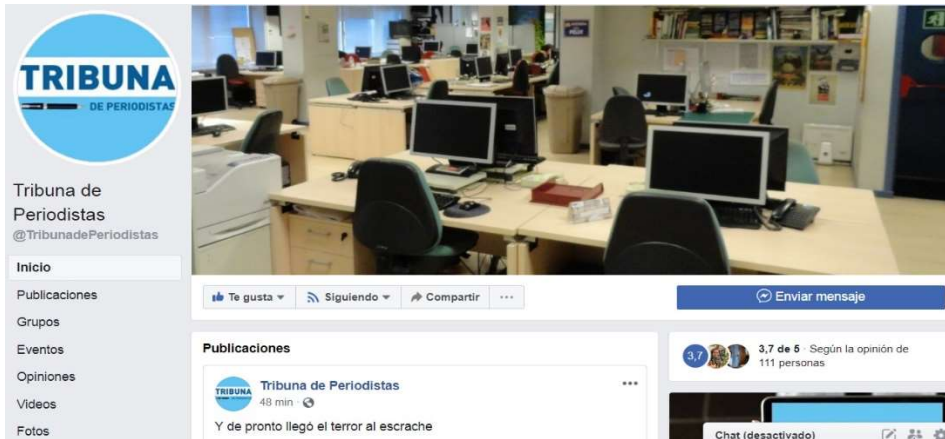 TRIBUNA
DE PERIODISTAS
Tribuna de
Periodistas
@TribunadePeriodistas
Inicio
Publicaciones
Grupos
Eventos
Opiniones
Videos
Fotos
Te gusta
Siguiendo
Compartir
Enviar mensaje
Publicaciones
TRIBUNA
Tribuna de Periodistas
48 min
Y de pronto llegó el terror al escrache
3,7
3,7 de 5 · Según la opinión de
111 personas
Chat (desactivado)